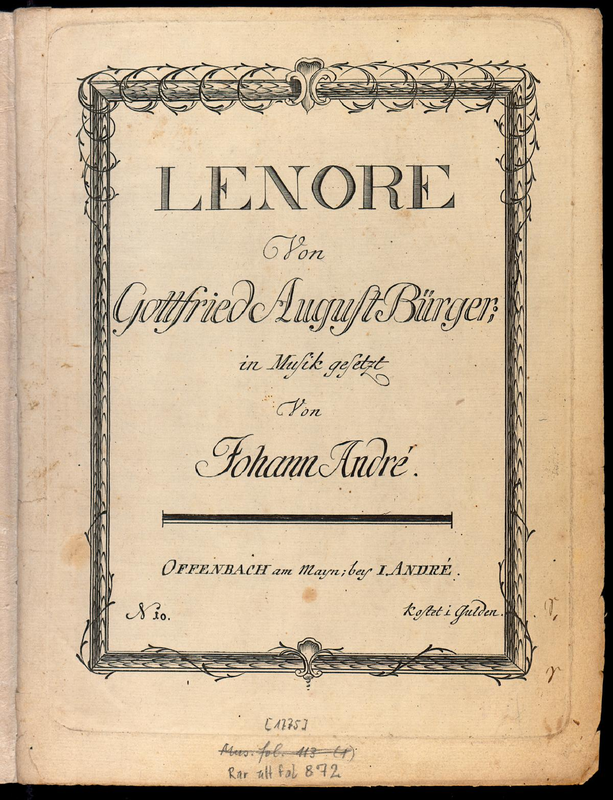 LENORE
Von
Gottfried Auguſt Bürger;
in Muſik geſetzt
Von
Johann André.
OFFENBACH am Mayn; bey I. ANDRÉ.
N 10.
koſtet 1 Gulden.
[1775]
Mus. fol. 113 (1)
Rar alt fol 872